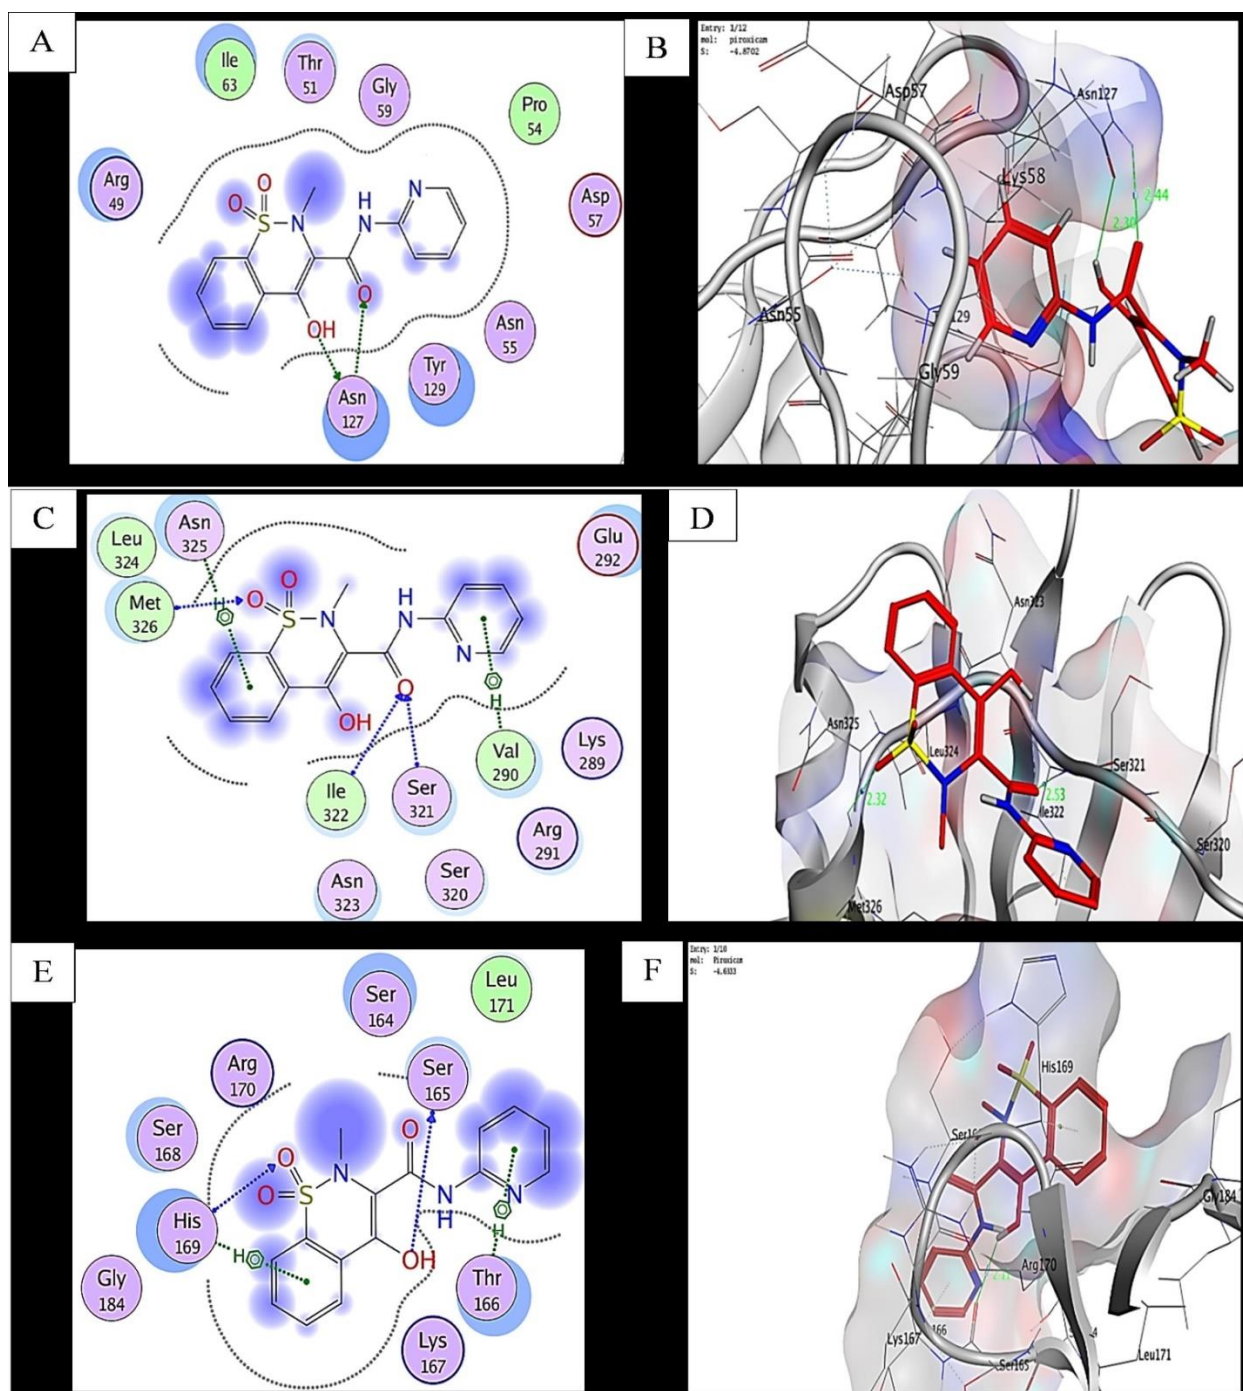 A
Ile
63
Thr
51
Gly
59
Pro
54
Arg
49
Asp
57
O
O
S
N
NH
N
O
OH
Asn
55
Tyr
129
Asn
127
B
Entry: 1/12
mol: piroxicam
S: -4.8702
Asp57
Asn127
Lys58
2.44
2.30
Asn55
129
Gly59
C
Asn
325
Leu
324
Met
326
Glu
292
H
O
O
S
N
H
N
N
O
OH
H
Val
290
Lys
289
Ile
322
Ser
321
Arg
291
Asn
323
Ser
320
D
Asn323
Asn325
Leu324
Ser321
2.32
2.53
Ile322
Ser320
Met326
E
Ser
164
Leu
171
Arg
170
Ser
165
Ser
168
O
O
O
S
N
N
H
N
His
169
H
OH
H
Gly
184
Thr
166
Lys
167
F
Entry: 1/10
mol: Piroxicam
S: -4.6333
His169
Gly184
Arg170
Lys167
166
Ser165
Leu171